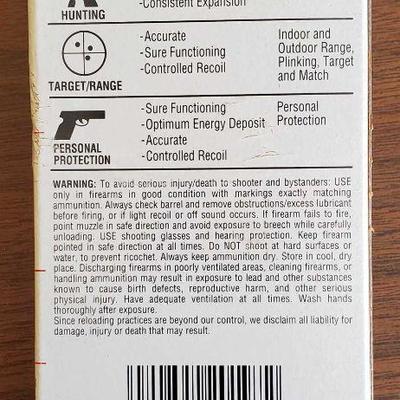 HUNTING
-Consistent Expansion
TARGET/RANGE
-Accurate
-Sure Functioning
-Controlled Recoil
Indoor and
Outdoor Range,
Plinking, Target
and Match
PERSONAL
PROTECTION
-Sure Functioning
-Optimum Energy Deposit
-Accurate
-Controlled Recoil
Personal
Protection
WARNING: To avoid serious injury/death to shooter and bystanders: USE
only in firearms in good condition with markings exactly matching
ammunition. Always check barrel and remove obstructions/excess lubricant
before firing, or if light recoil or off sound occurs. If firearm fails to fire,
point muzzle in safe direction and avoid exposure to breech while carefully
unloading. USE shooting glasses and hearing protection. Keep firearm
pointed in safe direction at all times. Do NOT shoot at hard surfaces or
water, to prevent ricochet. Always keep ammunition dry. Store in cool, dry
place. Discharging firearms in poorly ventilated areas, cleaning firearms, or
handling ammunition may result in exposure to lead and other substances
known to cause birth defects, reproductive harm, and other serious
physical injury. Have adequate ventilation at all times. Wash hands
thoroughly after exposure.
Since reloading practices are beyond our control, we disclaim all liability for
damage, injury or death that may result.